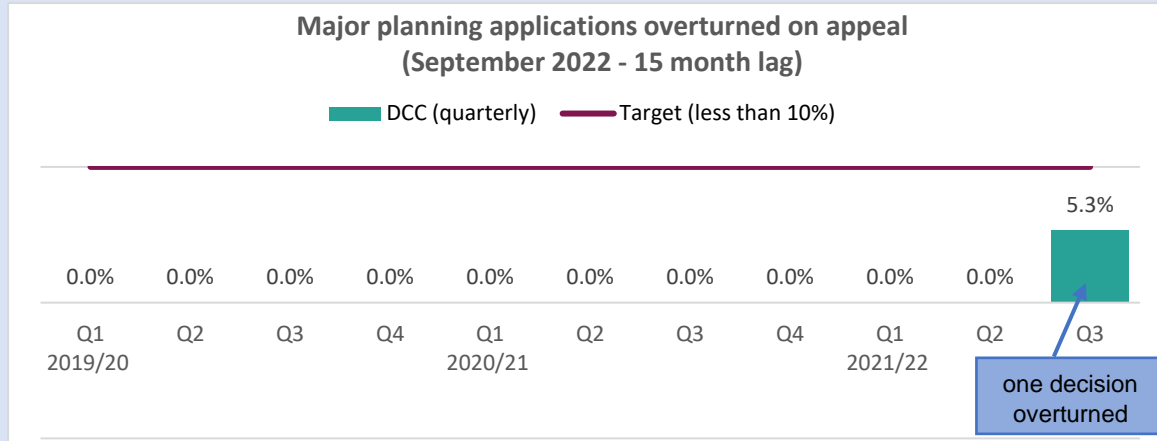 Major planning applications overturned on appeal
(September 2022 - 15 month lag)
DCC (quarterly) Target (less than 10%)
5.3%
0.0% 0.0% 0.0% 0.0% 0.0% 0.0% 0.0% 0.0% 0.0% 0.0%
Q1 Q2 Q3 Q4 Q1 Q2 Q3 Q4 Q1 Q2 Q3
2019/20 2020/21 2021/22
one decision
overturned